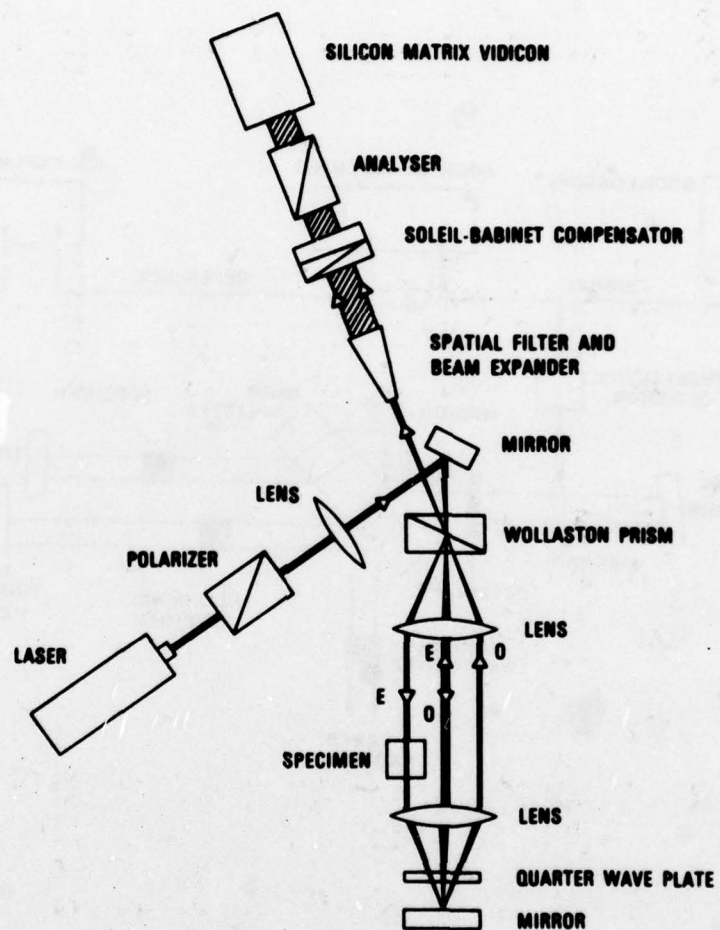 SILICON MATRIX VIDICON
ANALYSER
SOLEIL-BABINET COMPENSATOR
SPATIAL FILTER AND
BEAM EXPANDER
MIRROR
LENS
WOLLASTON PRISM
POLARIZER
LENS
LASER
E
O
E
O
SPECIMEN
LENS
QUARTER WAVE PLATE
MIRROR